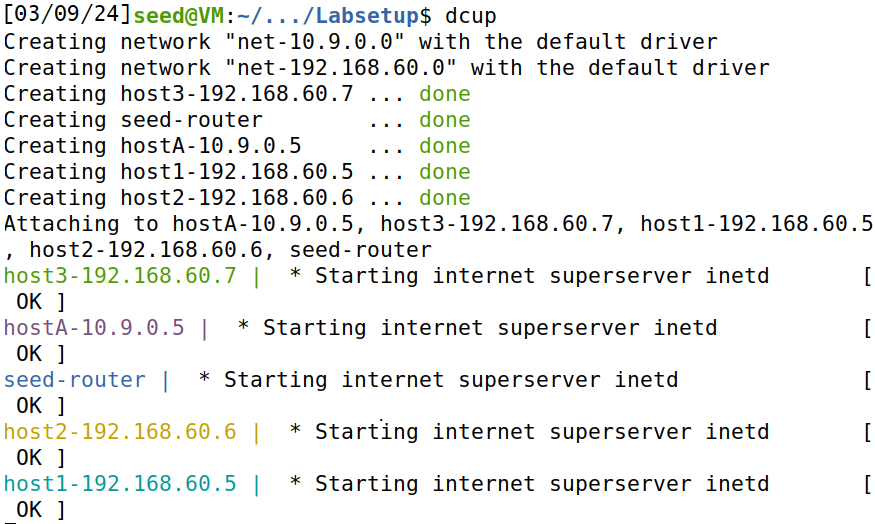 [03/09/24]seed@VM:~/.../Labsetup$ dcup
Creating network "net-10.9.0.0" with the default driver
Creating network "net-192.168.60.0" with the default driver
Creating host3-192.168.60.7 ... done
Creating seed-router        ... done
Creating hostA-10.9.0.5     ... done
Creating host1-192.168.60.5 ... done
Creating host2-192.168.60.6 ... done
Attaching to hostA-10.9.0.5, host3-192.168.60.7, host1-192.168.60.5
, host2-192.168.60.6, seed-router
host3-192.168.60.7 |  * Starting internet superserver inetd       [
 OK ]
hostA-10.9.0.5 |  * Starting internet superserver inetd           [
 OK ]
seed-router |  * Starting internet superserver inetd              [
 OK ]
host2-192.168.60.6 |  * Starting internet superserver inetd       [
 OK ]
host1-192.168.60.5 |  * Starting internet superserver inetd       [
 OK ]